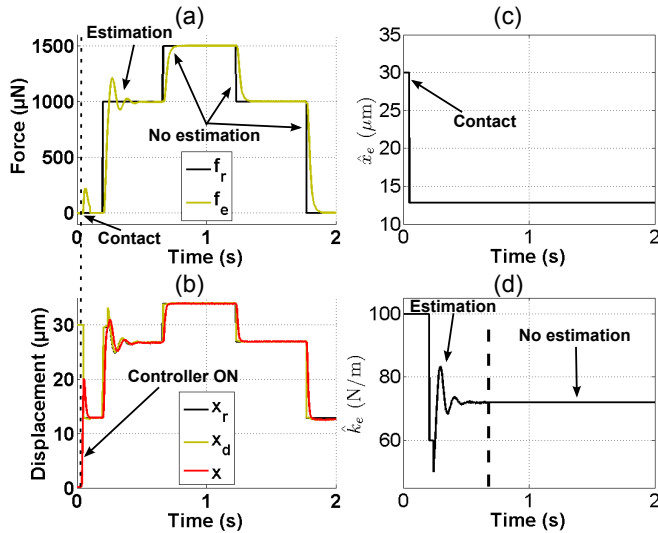 (a)
Estimation
1500
1000
500
0
Force (µN)
No estimation
f_r
f_e
Contact
0 1 2
Time (s)
(b)
30
20
10
0
Displacement (µm)
Controller ON
x_r
x_d
x
0 1 2
Time (s)
(c)
35
30
25
20
15
10
x̂_e (µm)
Contact
0 1 2
Time (s)
(d)
Estimation
100
80
60
k̂_e (N/m)
No estimation
0 1 2
Time (s)